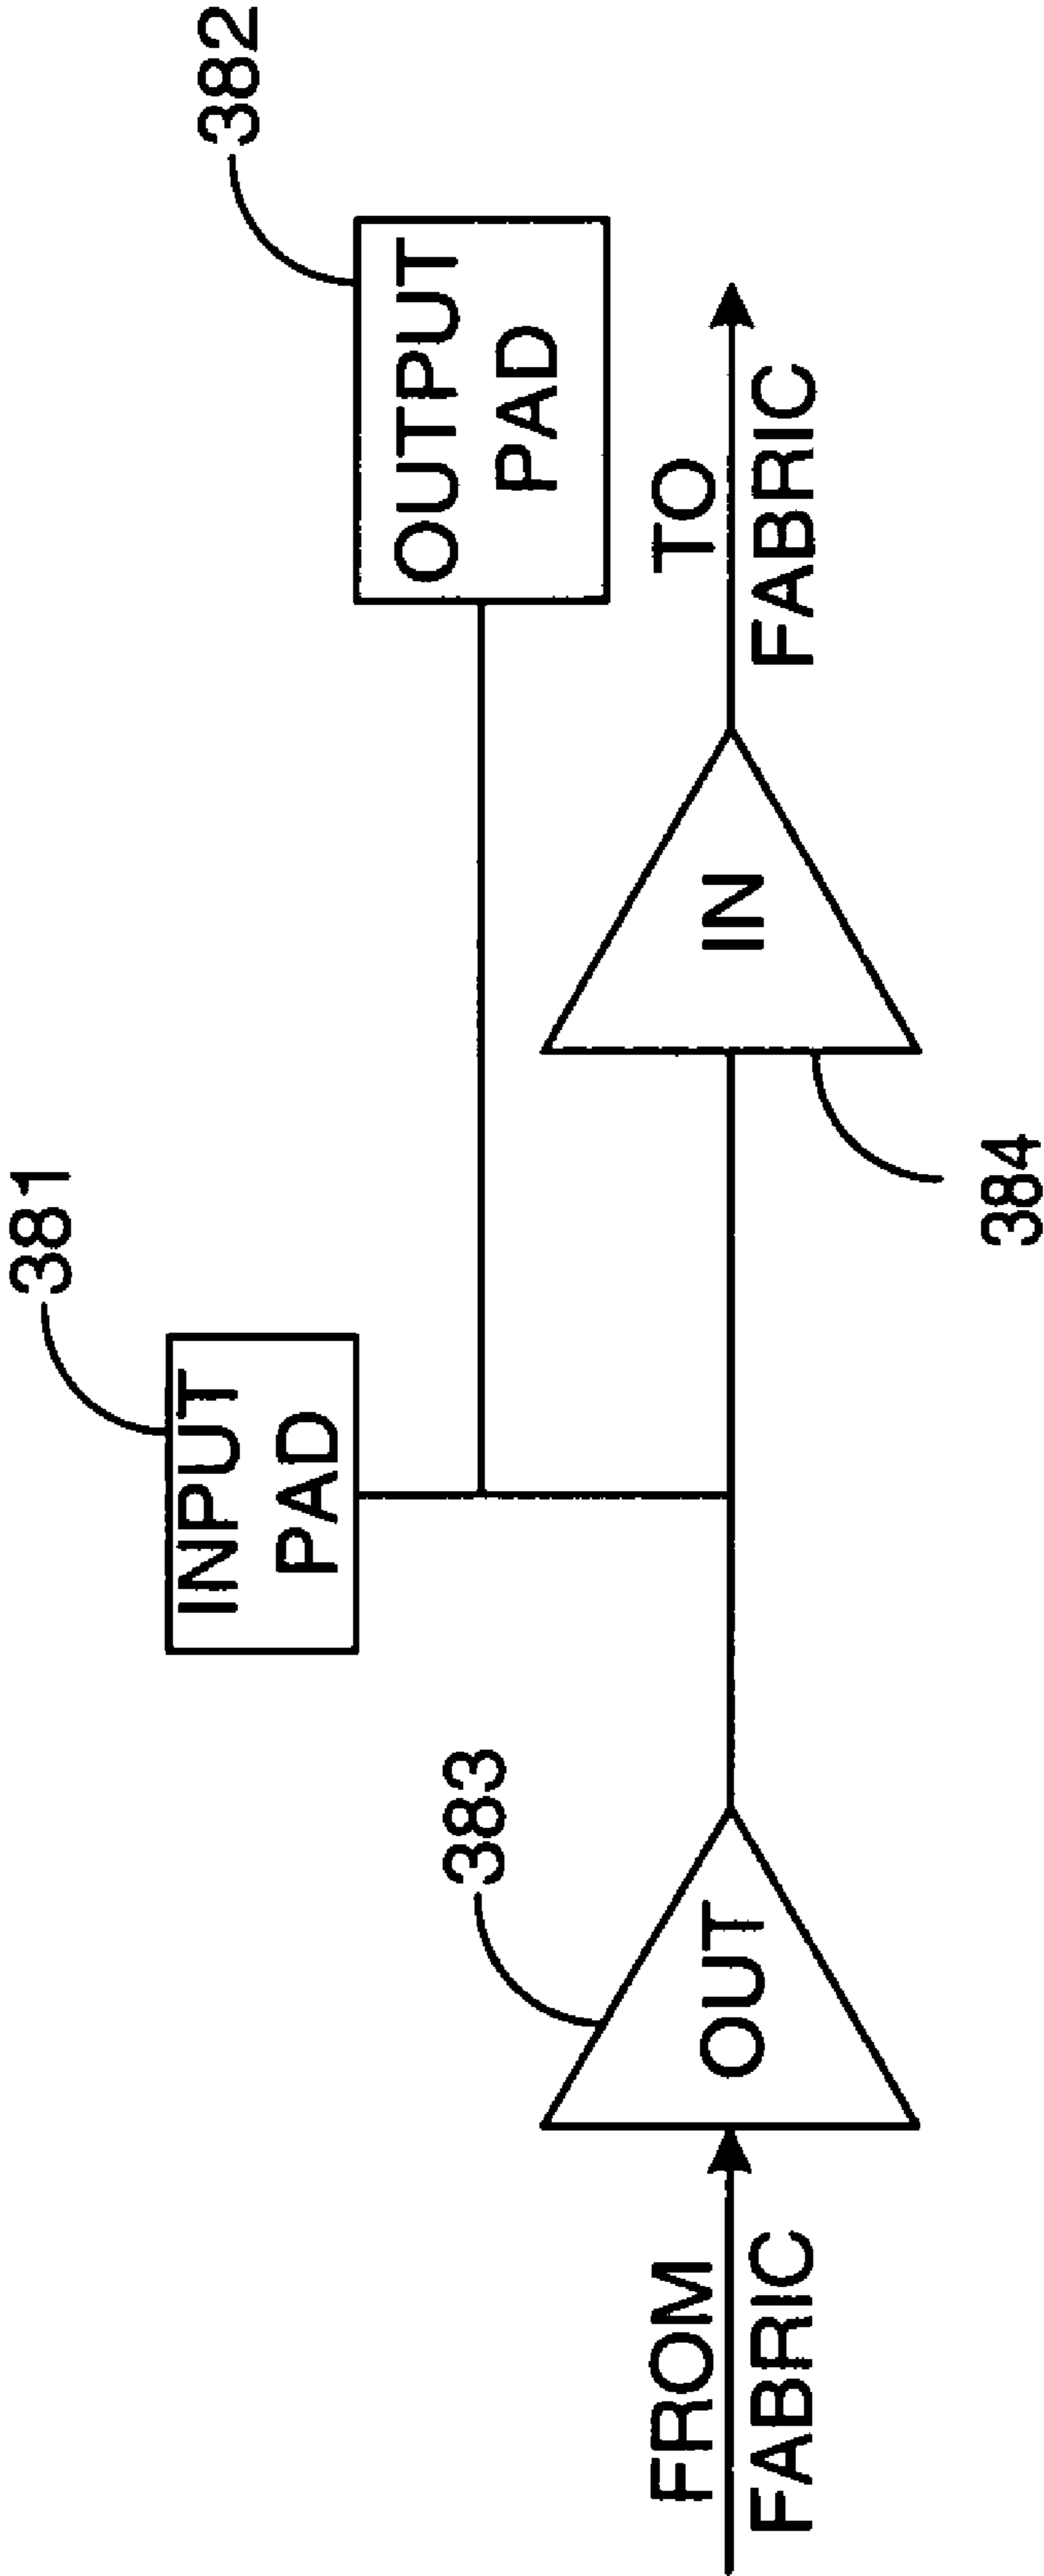 381
INPUT
PAD
382
OUTPUT
PAD
383
OUT
FROM
FABRIC
IN
384
TO
FABRIC